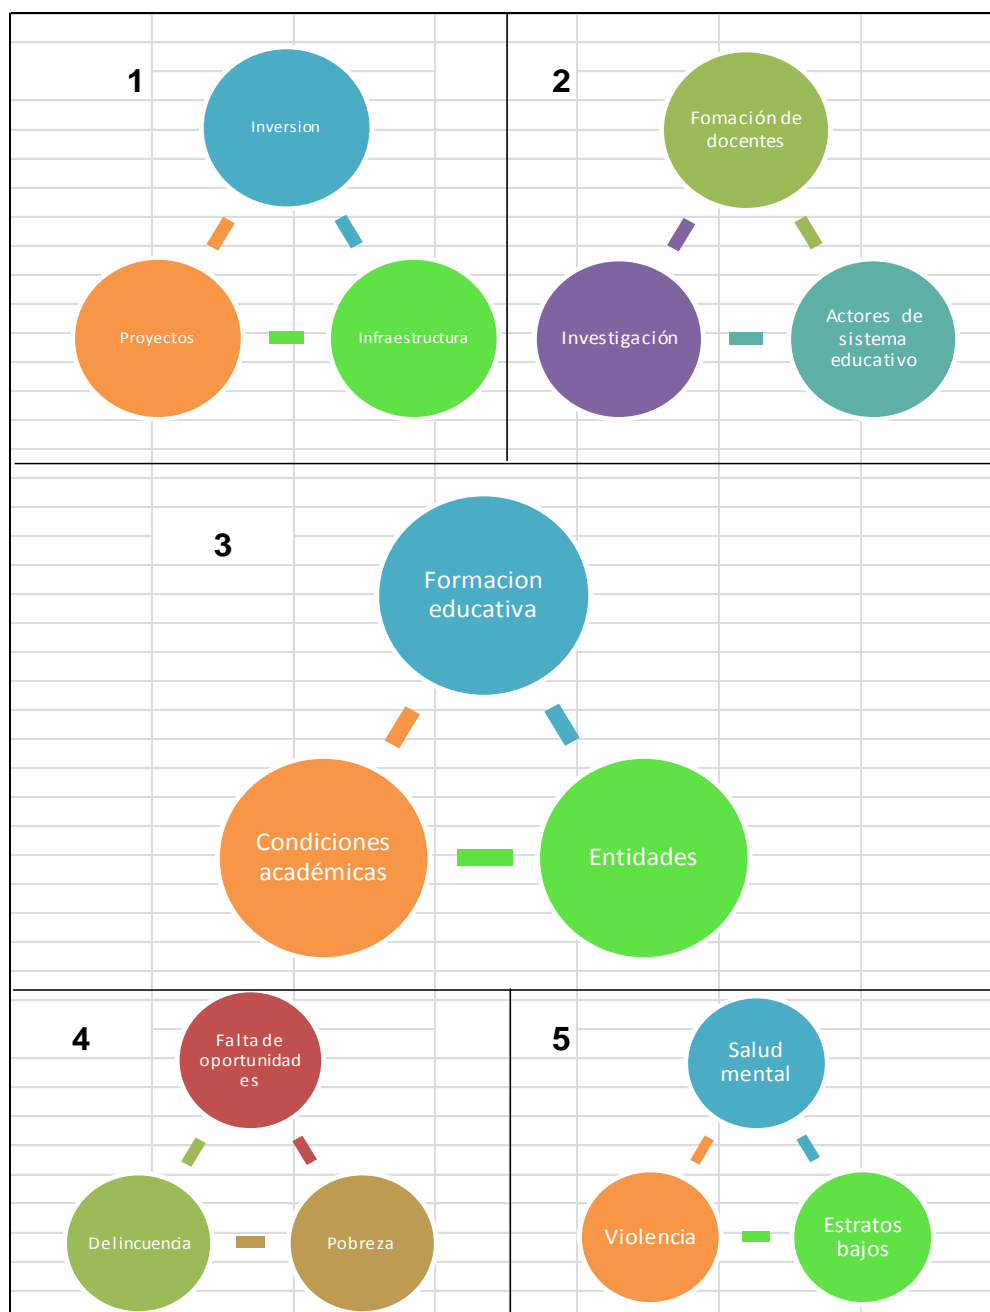 1
Inversion
Proyectos
Infraestructura
2
Fomación de
docentes
Investigación
Actores de
sistema
educativo
3
Formacion
educativa
Condiciones
académicas
Entidades
4
Falta de
oportunidad
es
Delincuencia
Pobreza
5
Salud
mental
Violencia
Estratos
bajos